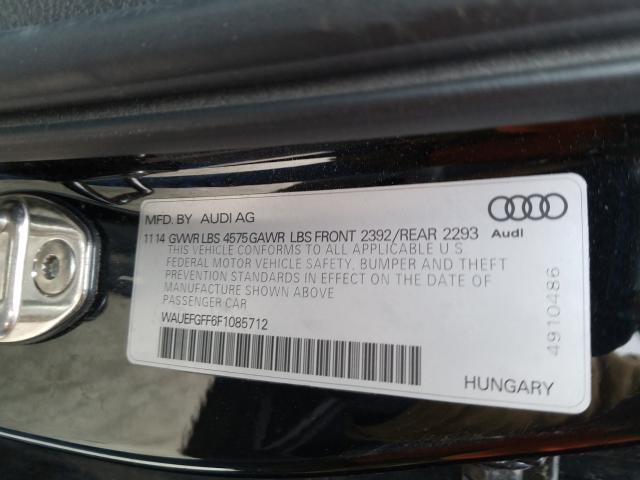 MFD. BY AUDI AG
11 14 GVWR LBS 4575 GAWR LBS FRONT 2392/REAR 2293
THIS VEHICLE CONFORMS TO ALL APPLICABLE U.S
FEDERAL MOTOR VEHICLE SAFETY, BUMPER AND THEFT
PREVENTION STANDARDS IN EFFECT ON THE DATE OF
MANUFACTURE SHOWN ABOVE
PASSENGER CAR
WAUEFGFF6F1085712
Audi
4910486
HUNGARY